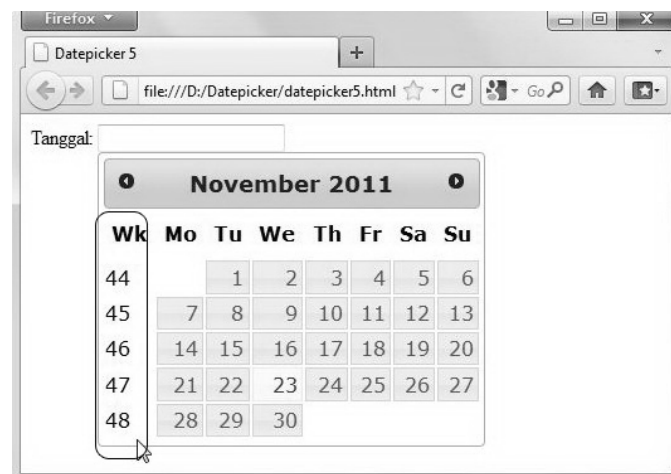 Firefox
Datepicker 5
file:///D:/Datepicker/datepicker5.html Go
Tanggal:
November 2011
Wk Mo Tu We Th Fr Sa Su
44 1 2 3 4 5 6
45 7 8 9 10 11 12 13
46 14 15 16 17 18 19 20
47 21 22 23 24 25 26 27
48 28 29 30